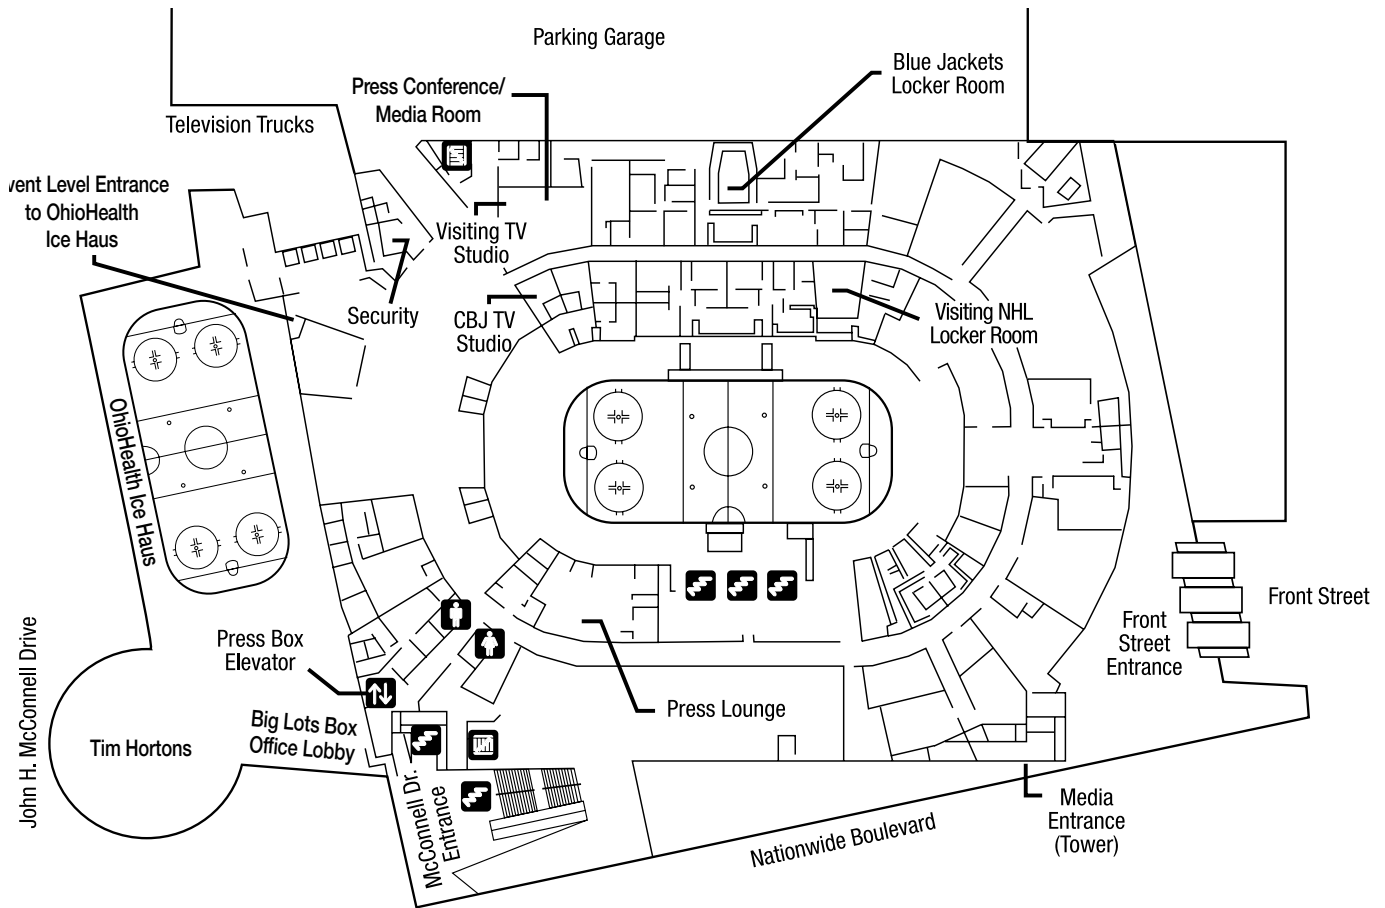 Parking Garage
Blue Jackets
Locker Room
Press Conference/
Media Room
Television Trucks
vent Level Entrance
to OhioHealth
Ice Haus
Visiting TV
Studio
Security
CBJ TV
Studio
Visiting NHL
Locker Room
OhioHealth Ice Haus
Front Street
Front
Street
Entrance
Press Box
Elevator
Press Lounge
Big Lots Box
Office Lobby
Tim Hortons
John H. McConnell Drive
McConnell Dr.
Entrance
Media
Entrance
(Tower)
Nationwide Boulevard